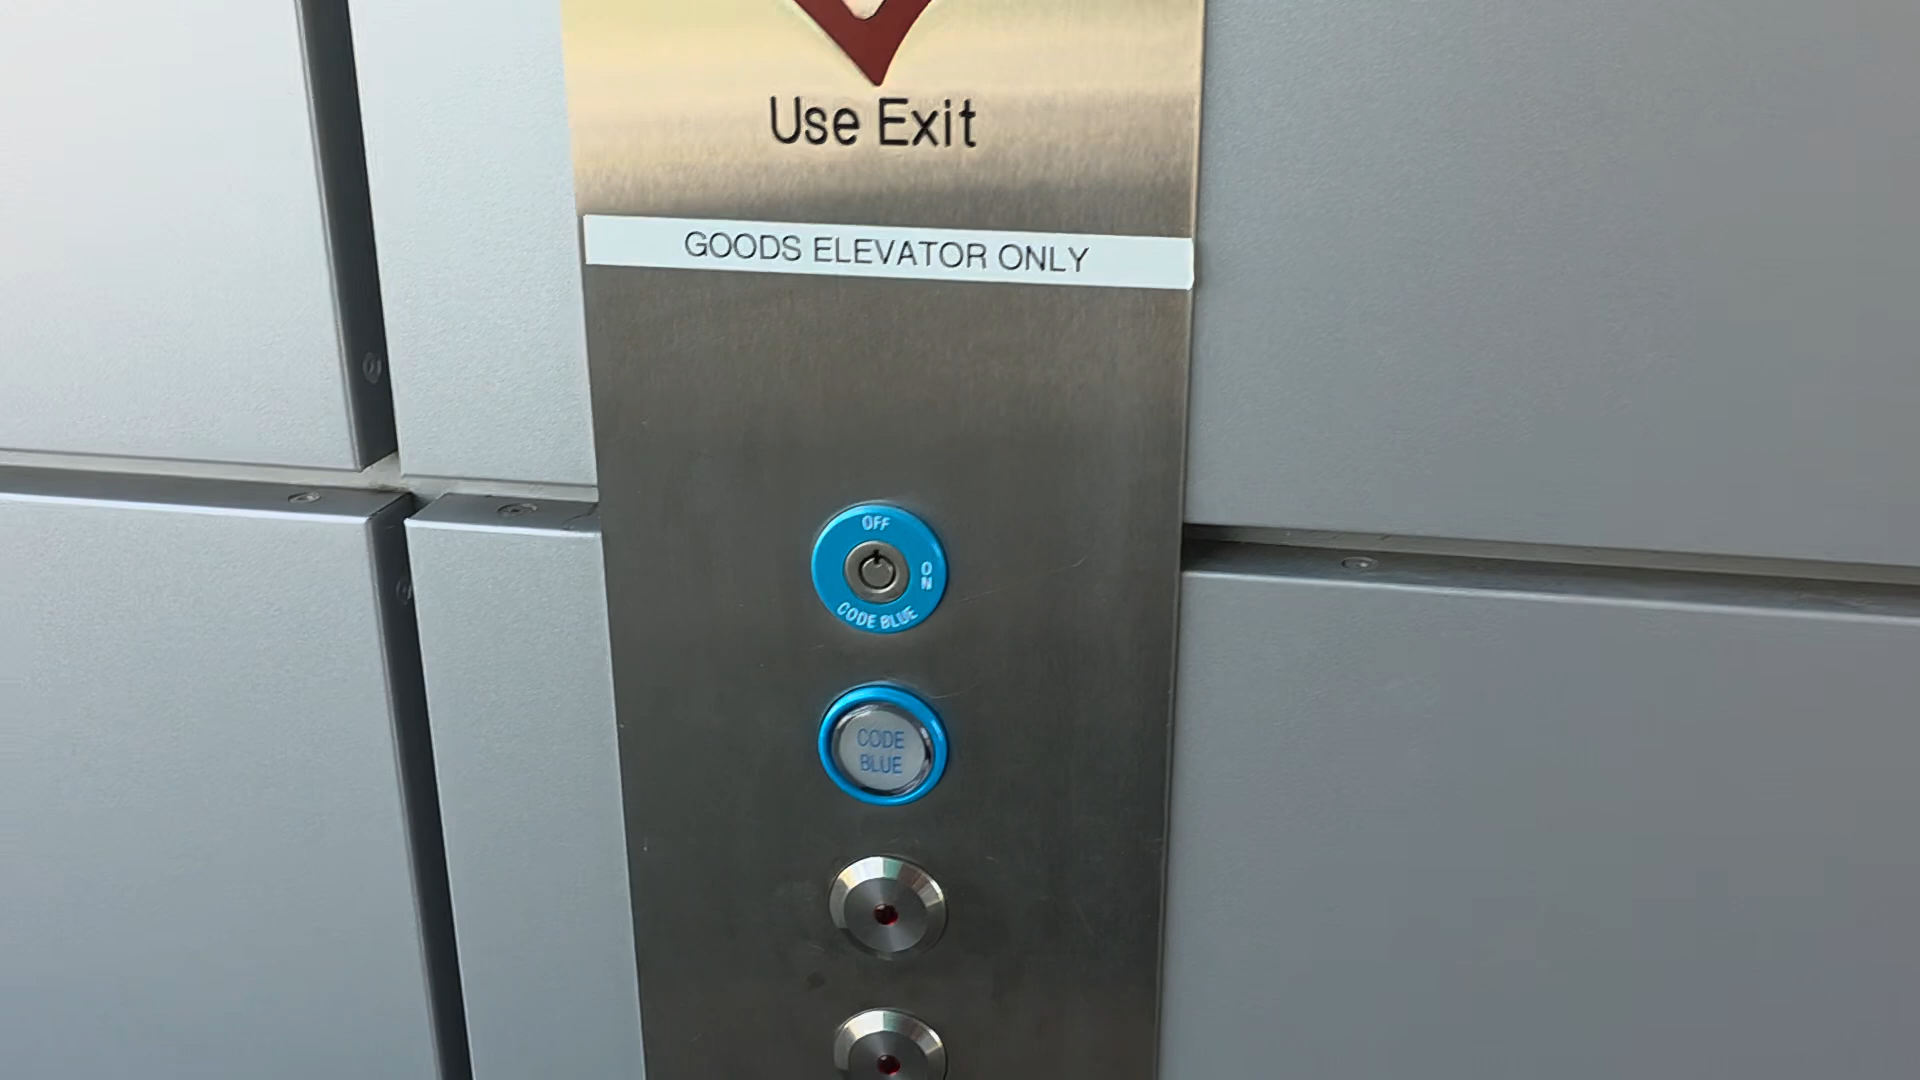 Use Exit
GOODS ELEVATOR ONLY
OFF
ON
CODE BLUE
CODE
BLUE